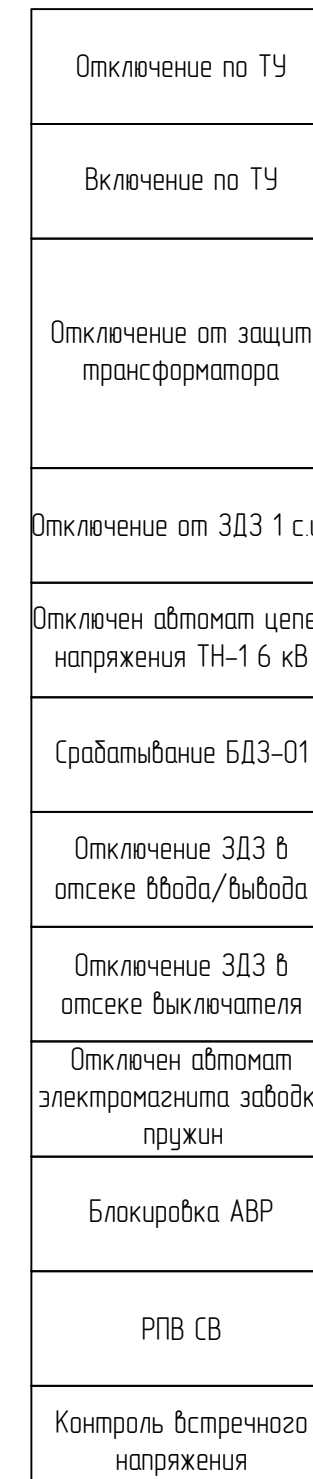 Отключение по ТУ
Включение по ТУ
Отключение от защит
трансформатора
Отключение от ЗДЗ 1
Отключен автомат
напряжения ТН-1 6 кВ
Срабатывание БДЗ-01
Отключение ЗДЗ в
отсеке ввода/вывода
Отключение ЗДЗ в
отсеке выключателя
Отключен автомат
электромагнита
пружин
Блокировка АВР
РПВ СВ
Контроль встречного
напряжения